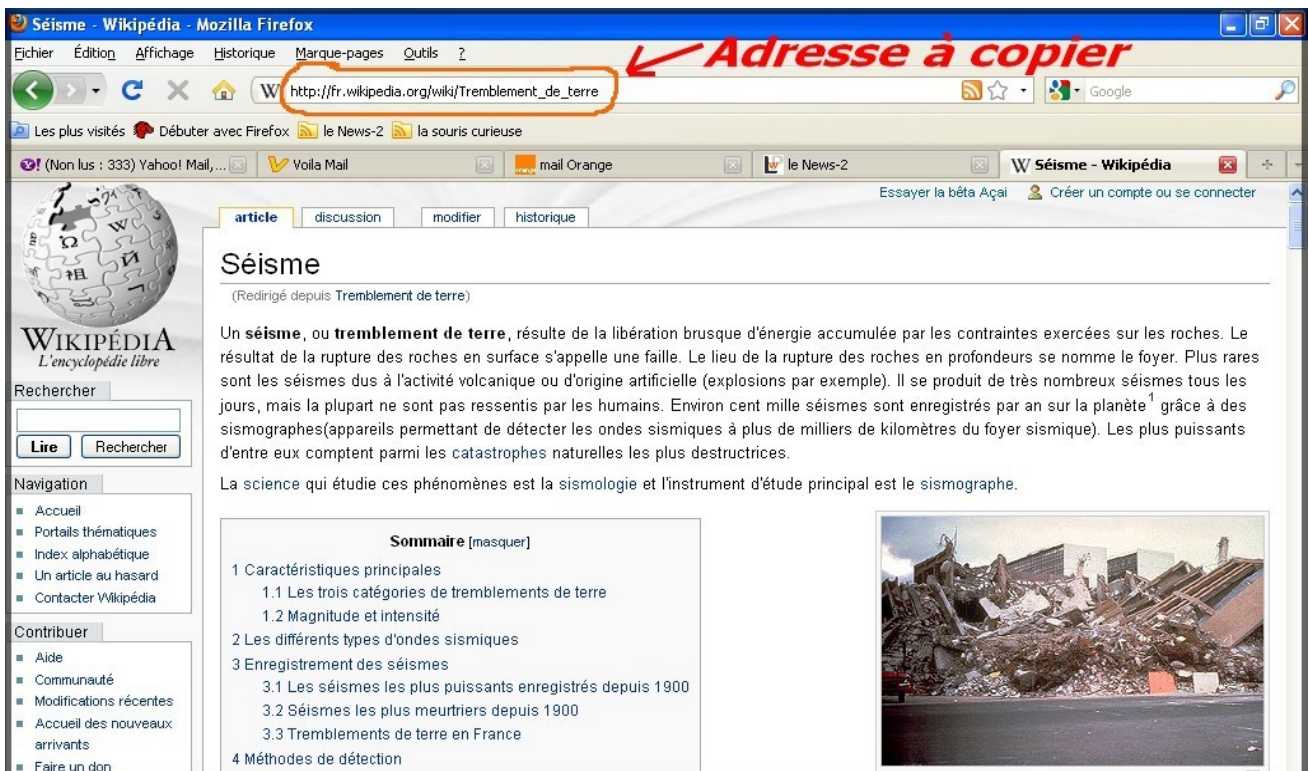 Séisme - Wikipédia - Mozilla Firefox
Fichier Édition Affichage Historique Marque-pages Outils ?
Adresse à copier
W http://fr.wikipedia.org/wiki/Tremblement_de_terre
Google
Les plus visités Débuter avec Firefox le News-2 la souris curieuse
(Non lus : 333) Yahoo! Mail,... Voila Mail mail Orange le News-2 W Séisme - Wikipédia
Essayer la bêta Açai Créer un compte ou se connecter
article discussion modifier historique
Séisme
(Redirigé depuis Tremblement de terre)
Un séisme, ou tremblement de terre, résulte de la libération brusque d'énergie accumulée par les contraintes exercées sur les roches. Le
résultat de la rupture des roches en surface s'appelle une faille. Le lieu de la rupture des roches en profondeurs se nomme le foyer. Plus rares
sont les séismes dus à l'activité volcanique ou d'origine artificielle (explosions par exemple). Il se produit de très nombreux séismes tous les
jours, mais la plupart ne sont pas ressentis par les humains. Environ cent mille séismes sont enregistrés par an sur la planète1 grâce à des
sismographes(appareils permettant de détecter les ondes sismiques à plus de milliers de kilomètres du foyer sismique). Les plus puissants
d'entre eux comptent parmi les catastrophes naturelles les plus destructrices.
La science qui étudie ces phénomènes est la sismologie et l'instrument d'étude principal est le sismographe.
WIKIPÉDIA
L'encyclopédie libre
Rechercher
Lire Rechercher
Navigation
Accueil
Portails thématiques
Index alphabétique
Un article au hasard
Contacter Wikipédia
Contribuer
Aide
Communauté
Modifications récentes
Accueil des nouveaux
arrivants
Faire un don
Sommaire [masquer]
1 Caractéristiques principales
1.1 Les trois catégories de tremblements de terre
1.2 Magnitude et intensité
2 Les différents types d'ondes sismiques
3 Enregistrement des séismes
3.1 Les séismes les plus puissants enregistrés depuis 1900
3.2 Séismes les plus meurtriers depuis 1900
3.3 Tremblements de terre en France
4 Méthodes de détection